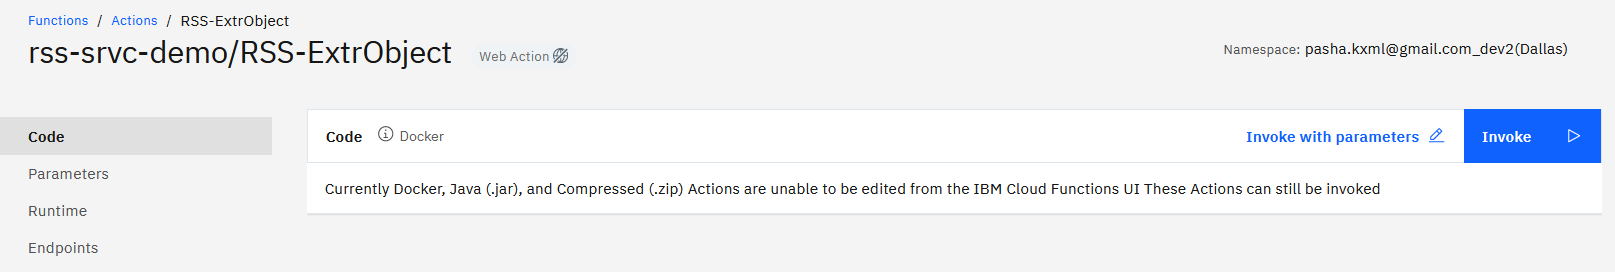 Functions / Actions / RSS-ExtrObject
rss-srvc-demo/RSS-ExtrObject
Web Action
Namespace: pasha.kxml@gmail.com_dev2(Dallas)
Code
Parameters
Runtime
Endpoints
Code Docker
Invoke with parameters
Invoke
Currently Docker, Java (.jar), and Compressed (.zip) Actions are unable to be edited from the IBM Cloud Functions UI These Actions can still be invoked